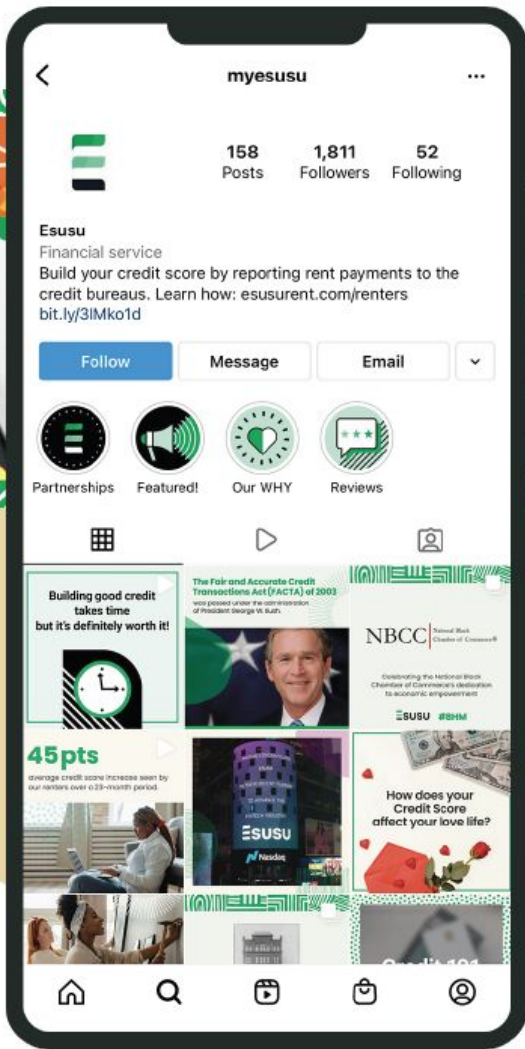 myesusu
158
1,811
52
Posts
Followers
Following
Esusu
Financial service
Build your credit score by reporting rent payments to the
credit bureaus. Learn how: esusurent.com/renters
bit.ly/3lMko1d
Follow
Message
Email
Partnerships
Featured!
Our WHY
Reviews
Building good credit
takes time
but it's definitely worth it!
The Fair and Accurate Credit
Transactions Act (FACTA) of 2003
was passed under the administration
of President George W. Bush.
NBCC
National Black
Chamber of Commerce®
Celebrating the National Black
Chamber of Commerce's dedication
to economic empowerment
ESUSU #BHM
45pts
average credit score increase seen by
our renters over a 23-month period.
ESUSU
Nasdaq
How does your
Credit Score
affect your love life?
Credit 101